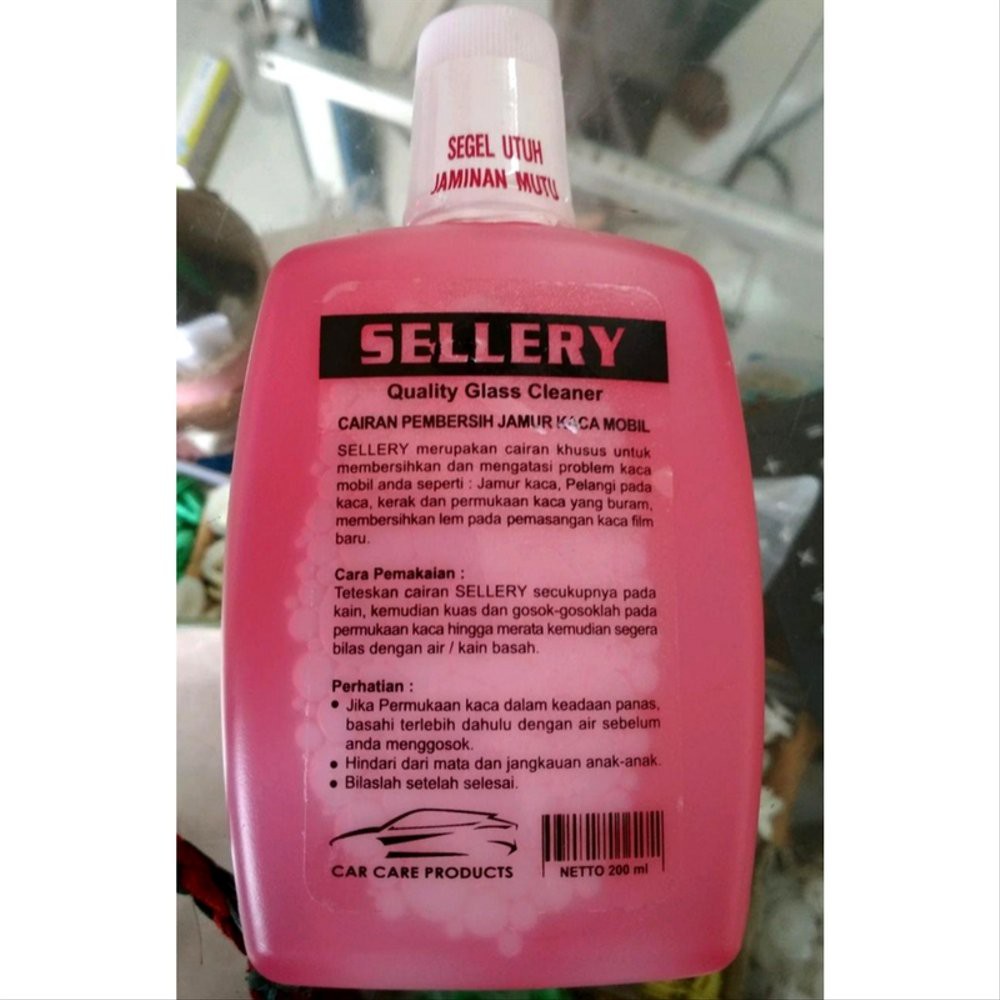 SEGEL UTUH
JAMINAN MUTU
SELLERY
Quality Glass Cleaner
CAIRAN PEMBERSIH JAMUR KACA MOBIL
SELLERY merupakan cairan khusus untuk
membersihkan dan mengatasi problem kaca
mobil anda seperti : Jamur kaca, Pelangi pada
kaca, kerak dan permukaan kaca yang buram,
membersihkan lem pada pemasangan kaca film
baru.
Cara Pemakaian :
Teteskan cairan SELLERY secukupnya pada
kain, kemudian kuas dan gosok-gosoklah pada
permukaan kaca hingga merata kemudian segera
bilas dengan air / kain basah.
Perhatian :
• Jika Permukaan kaca dalam keadaan panas,
basahi terlebih dahulu dengan air sebelum
anda menggosok.
• Hindari dari mata dan jangkauan anak-anak.
• Bilaslah setelah selesai.
CAR CARE PRODUCTS
NETTO 200 ml